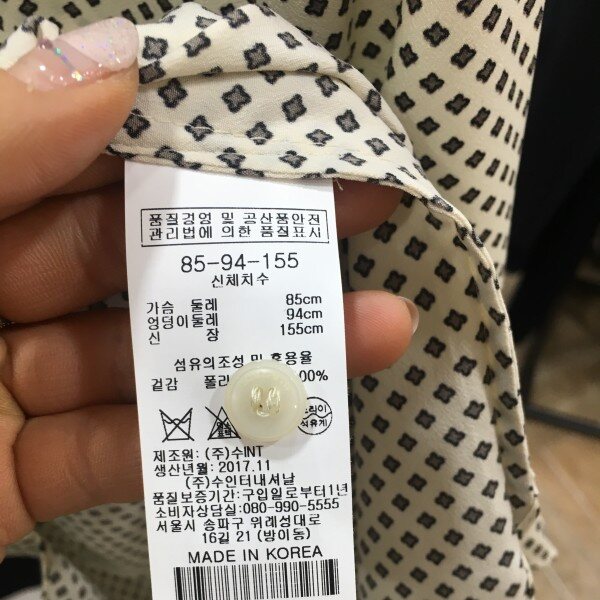 품질경영 및 공산품안전
관리법에 의한 품질표시
85-94-155
신체치수
가슴 둘레 85cm
엉덩이둘레 94cm
신 장 155cm
섬유의조성 및 혼용율
겉감
제조원: (주)수INT
생산년월: 2017.11
(주)수인터내셔날
품질보증기간: 구입일로부터1년
소비자상담실: 080-990-5555
서울시 송파구 위례성대로
16길 21 (방이동)
MADE IN KOREA